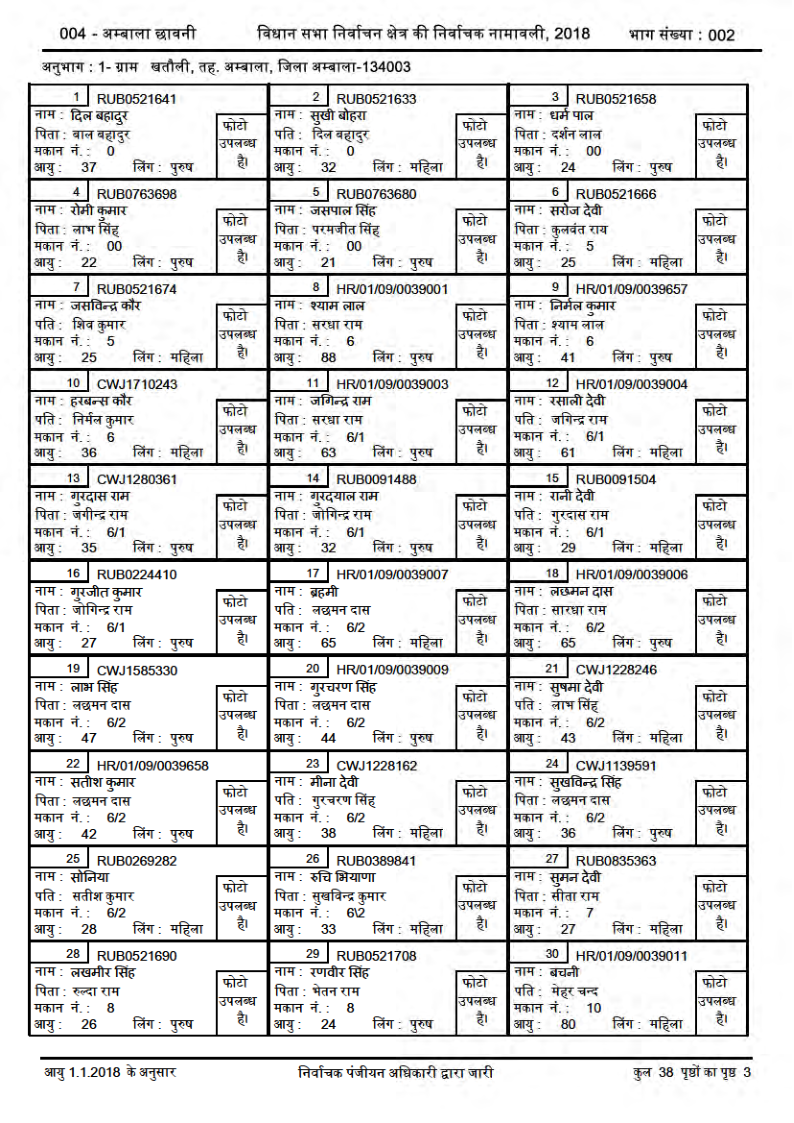 004 - अम्बाला छावनी विधान सभा निर्वाचन क्षेत्र की निर्वाचक नामावली, 2018 भाग संख्या : 002
अनुभाग : 1- ग्राम खतौली, तह. अम्बाला, जिला अम्बाला-134003
1 RUB0521641
नाम : दिल बहादुर
पिता : बाल बहादुर
मकान नं. : 0
आयु : 37 लिंग : पुरुष
फोटो उपलब्ध है।
2 RUB0521633
नाम : सुखी बोहरा
पति : दिल बहादुर
मकान नं. : 0
आयु : 32 लिंग : महिला
फोटो उपलब्ध है।
3 RUB0521658
नाम : धर्म पाल
पिता : दर्शन लाल
मकान नं. : 00
आयु : 24 लिंग : पुरुष
फोटो उपलब्ध है।
4 RUB0763698
नाम : रोमी कुमार
पिता : लाभ सिंह
मकान नं. : 00
आयु : 22 लिंग : पुरुष
फोटो उपलब्ध है।
5 RUB0763680
नाम : जसपाल सिंह
पिता : परमजीत सिंह
मकान नं. : 00
आयु : 21 लिंग : पुरुष
फोटो उपलब्ध है।
6 RUB0521666
नाम : सरोज देवी
पिता : कुलवंत राय
मकान नं. : 5
आयु : 25 लिंग : महिला
फोटो उपलब्ध है।
7 RUB0521674
नाम : जसविन्द्र कौर
पति : शिव कुमार
मकान नं. : 5
आयु : 25 लिंग : महिला
फोटो उपलब्ध है।
8 HR/01/09/0039001
नाम : श्याम लाल
पिता : सरधा राम
मकान नं. : 6
आयु : 88 लिंग : पुरुष
फोटो उपलब्ध है।
9 HR/01/09/0039657
नाम : निर्मल कुमार
पिता : श्याम लाल
मकान नं. : 6
आयु : 41 लिंग : पुरुष
फोटो उपलब्ध है।
10 CWJ1710243
नाम : हरबन्स कौर
पति : निर्मल कुमार
मकान नं. : 6
आयु : 36 लिंग : महिला
फोटो उपलब्ध है।
11 HR/01/09/0039003
नाम : जगिन्द्र राम
पिता : सरधा राम
मकान नं. : 6/1
आयु : 63 लिंग : पुरुष
फोटो उपलब्ध है।
12 HR/01/09/0039004
नाम : रसाली देवी
पति : जगिन्द्र राम
मकान नं. : 6/1
आयु : 61 लिंग : महिला
फोटो उपलब्ध है।
13 CWJ1280361
नाम : गुरदास राम
पिता : जगीन्द्र राम
मकान नं. : 6/1
आयु : 35 लिंग : पुरुष
फोटो उपलब्ध है।
14 RUB0091488
नाम : गुरदयाल राम
पिता : जोगिन्द्र राम
मकान नं. : 6/1
आयु : 32 लिंग : पुरुष
फोटो उपलब्ध है।
15 RUB0091504
नाम : रानी देवी
पति : गुरदास राम
मकान नं. : 6/1
आयु : 29 लिंग : महिला
फोटो उपलब्ध है।
16 RUB0224410
नाम : गुरजीत कुमार
पिता : जोगिन्द्र राम
मकान नं. : 6/1
आयु : 27 लिंग : पुरुष
फोटो उपलब्ध है।
17 HR/01/09/0039007
नाम : ब्रहमी
पति : लछमन दास
मकान नं. : 6/2
आयु : 65 लिंग : महिला
फोटो उपलब्ध है।
18 HR/01/09/0039006
नाम : लछमन दास
पिता : सारधा राम
मकान नं. : 6/2
आयु : 65 लिंग : पुरुष
फोटो उपलब्ध है।
19 CWJ1585330
नाम : लाभ सिंह
पिता : लछमन दास
मकान नं. : 6/2
आयु : 47 लिंग : पुरुष
फोटो उपलब्ध है।
20 HR/01/09/0039009
नाम : गुरचरण सिंह
पिता : लछमन दास
मकान नं. : 6/2
आयु : 44 लिंग : पुरुष
फोटो उपलब्ध है।
21 CWJ1228246
नाम : सुषमा देवी
पति : लाभ सिंह
मकान नं. : 6/2
आयु : 43 लिंग : महिला
फोटो उपलब्ध है।
22 HR/01/09/0039658
नाम : सतीश कुमार
पिता : लछमन दास
मकान नं. : 6/2
आयु : 42 लिंग : पुरुष
फोटो उपलब्ध है।
23 CWJ1228162
नाम : मीना देवी
पति : गुरचरण सिंह
मकान नं. : 6/2
आयु : 38 लिंग : महिला
फोटो उपलब्ध है।
24 CWJ1139591
नाम : सुखविन्द्र सिंह
पिता : लछमन दास
मकान नं. : 6/2
आयु : 36 लिंग : पुरुष
फोटो उपलब्ध है।
25 RUB0269282
नाम : सोनिया
पति : सतीश कुमार
मकान नं. : 6/2
आयु : 28 लिंग : महिला
फोटो उपलब्ध है।
26 RUB0389841
नाम : रुचि भियाणा
पिता : सुखविन्द्र कुमार
मकान नं. : 6\2
आयु : 33 लिंग : महिला
फोटो उपलब्ध है।
27 RUB0835363
नाम : सुमन देवी
पिता : सीता राम
मकान नं. : 7
आयु : 27 लिंग : महिला
फोटो उपलब्ध है।
28 RUB0521690
नाम : लखमीर सिंह
पिता : रुल्दा राम
मकान नं. : 8
आयु : 26 लिंग : पुरुष
फोटो उपलब्ध है।
29 RUB0521708
नाम : रणवीर सिंह
पिता : भेतन राम
मकान नं. : 8
आयु : 24 लिंग : पुरुष
फोटो उपलब्ध है।
30 HR/01/09/0039011
नाम : बचनी
पति : मेहर चन्द
मकान नं. : 10
आयु : 80 लिंग : महिला
फोटो उपलब्ध है।
आयु 1.1.2018 के अनुसार निर्वाचक पंजीयन अधिकारी द्वारा जारी कुल 38 पृष्ठों का पृष्ठ 3